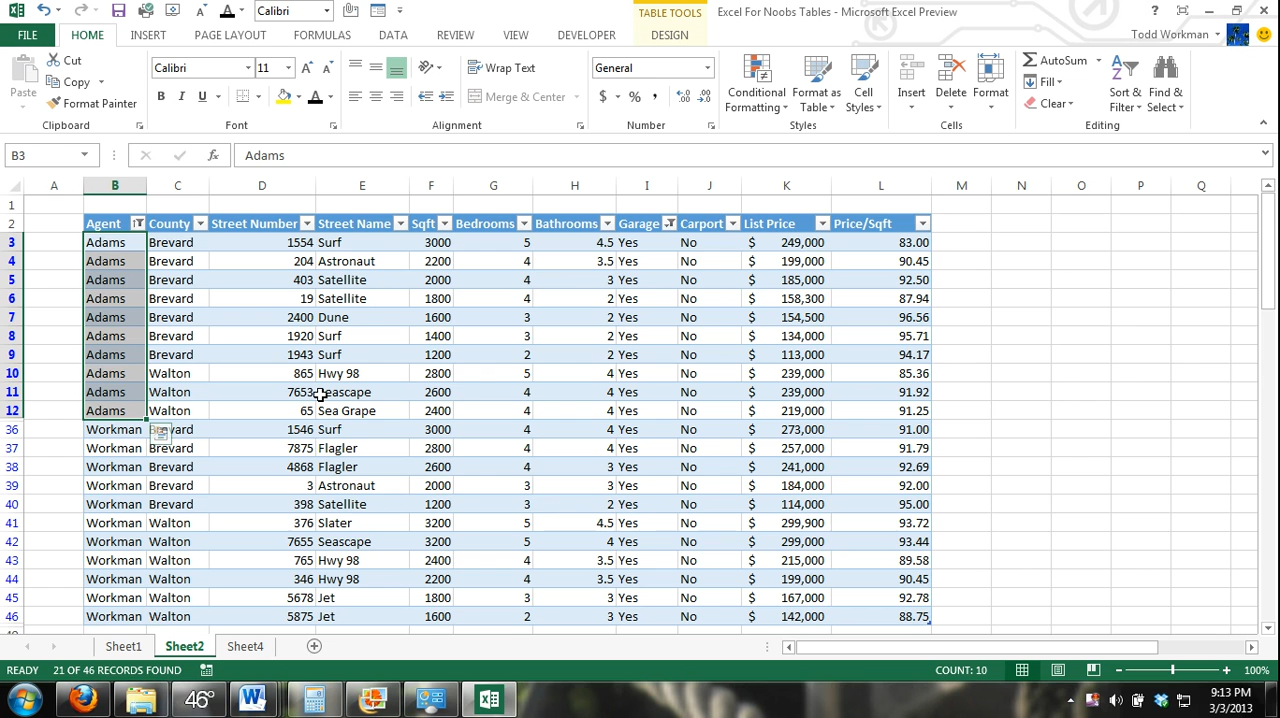 Calibri
TABLE TOOLS
Excel For Noobs Tables - Microsoft Excel Preview
?
FILE HOME INSERT PAGE LAYOUT FORMULAS DATA REVIEW VIEW DEVELOPER DESIGN Todd Workman
Paste
Cut
Copy
Format Painter
Clipboard
Calibri 11
B I U
Font
Wrap Text
Merge & Center
Alignment
General
$ % ,
Number
Conditional Formatting
Format as Table
Cell Styles
Styles
Insert
Delete
Format
Cells
AutoSum
Fill
Clear
Sort & Filter
Find & Select
Editing
B3 fx Adams
A B C D E F G H I J K L M N O P Q
1
2 Agent County Street Number Street Name Sqft Bedrooms Bathrooms Garage Carport List Price Price/Sqft
3 Adams Brevard 1554 Surf 3000 5 4.5 Yes No $ 249,000 83.00
4 Adams Brevard 204 Astronaut 2200 4 3.5 Yes No $ 199,000 90.45
5 Adams Brevard 403 Satellite 2000 4 3 Yes No $ 185,000 92.50
6 Adams Brevard 19 Satellite 1800 4 2 Yes No $ 158,300 87.94
7 Adams Brevard 2400 Dune 1600 3 2 Yes No $ 154,500 96.56
8 Adams Brevard 1920 Surf 1400 3 2 Yes No $ 134,000 95.71
9 Adams Brevard 1943 Surf 1200 2 2 Yes No $ 113,000 94.17
10 Adams Walton 865 Hwy 98 2800 5 4 Yes No $ 239,000 85.36
11 Adams Walton 7653 Seascape 2600 4 4 Yes No $ 239,000 91.92
12 Adams Walton 65 Sea Grape 2400 4 4 Yes No $ 219,000 91.25
36 Workman Brevard 1546 Surf 3000 4 4 Yes No $ 273,000 91.00
37 Workman Brevard 7875 Flagler 2800 4 4 Yes No $ 257,000 91.79
38 Workman Brevard 4868 Flagler 2600 4 3 Yes No $ 241,000 92.69
39 Workman Brevard 3 Astronaut 2000 3 3 Yes No $ 184,000 92.00
40 Workman Brevard 398 Satellite 1200 3 2 Yes No $ 114,000 95.00
41 Workman Walton 376 Slater 3200 5 4.5 Yes No $ 299,900 93.72
42 Workman Walton 7655 Seascape 3200 5 4 Yes No $ 299,000 93.44
43 Workman Walton 765 Hwy 98 2400 4 3.5 Yes No $ 215,000 89.58
44 Workman Walton 346 Hwy 98 2200 4 3.5 Yes No $ 199,000 90.45
45 Workman Walton 5678 Jet 1800 3 3 Yes No $ 167,000 92.78
46 Workman Walton 5875 Jet 1600 2 3 Yes No $ 142,000 88.75
Sheet1 Sheet2 Sheet4
READY 21 OF 46 RECORDS FOUND COUNT: 10 100%
46°
9:13 PM
3/3/2013